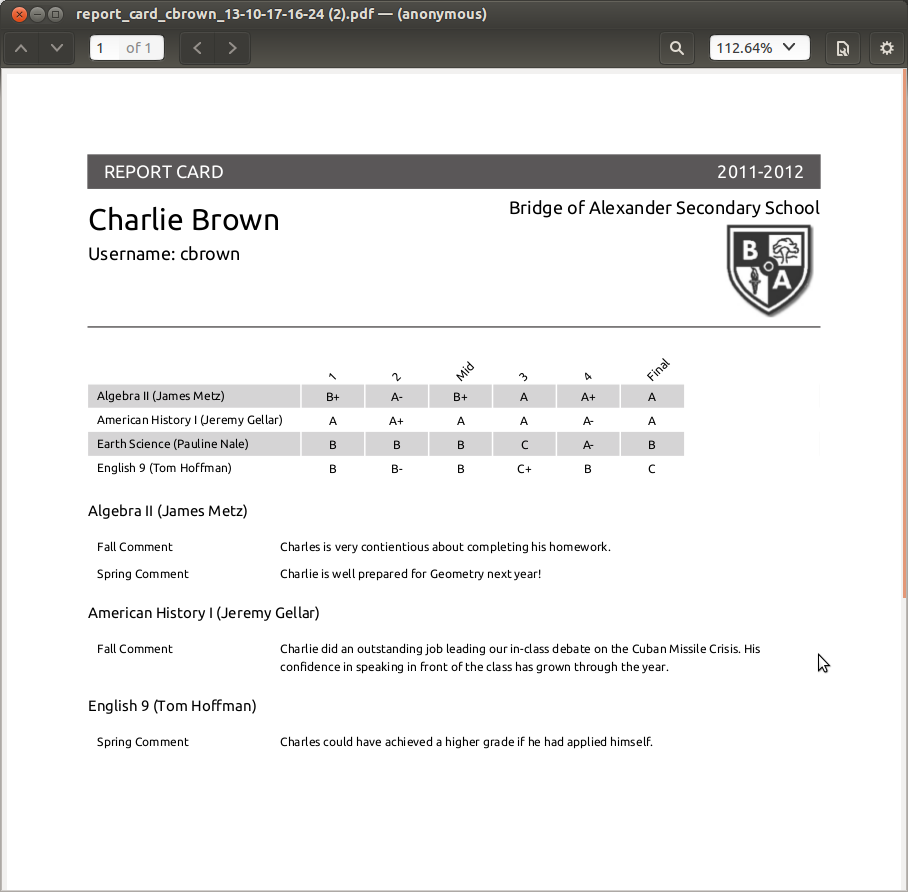 report_card_cbrown_13-10-17-16-24 (2).pdf — (anonymous)
1 of 1 112.64%
REPORT CARD 2011-2012
Charlie Brown Bridge of Alexander Secondary School
Username: cbrown
B
A
1 2 Mid 3 4 Final
Algebra II (James Metz) B+ A- B+ A A+ A
American History I (Jeremy Gellar) A A+ A A A- A
Earth Science (Pauline Nale) B B B C A- B
English 9 (Tom Hoffman) B B- B C+ B C
Algebra II (James Metz)
Fall Comment Charles is very contientious about completing his homework.
Spring Comment Charlie is well prepared for Geometry next year!
American History I (Jeremy Gellar)
Fall Comment Charlie did an outstanding job leading our in-class debate on the Cuban Missile Crisis. His
confidence in speaking in front of the class has grown through the year.
English 9 (Tom Hoffman)
Spring Comment Charles could have achieved a higher grade if he had applied himself.